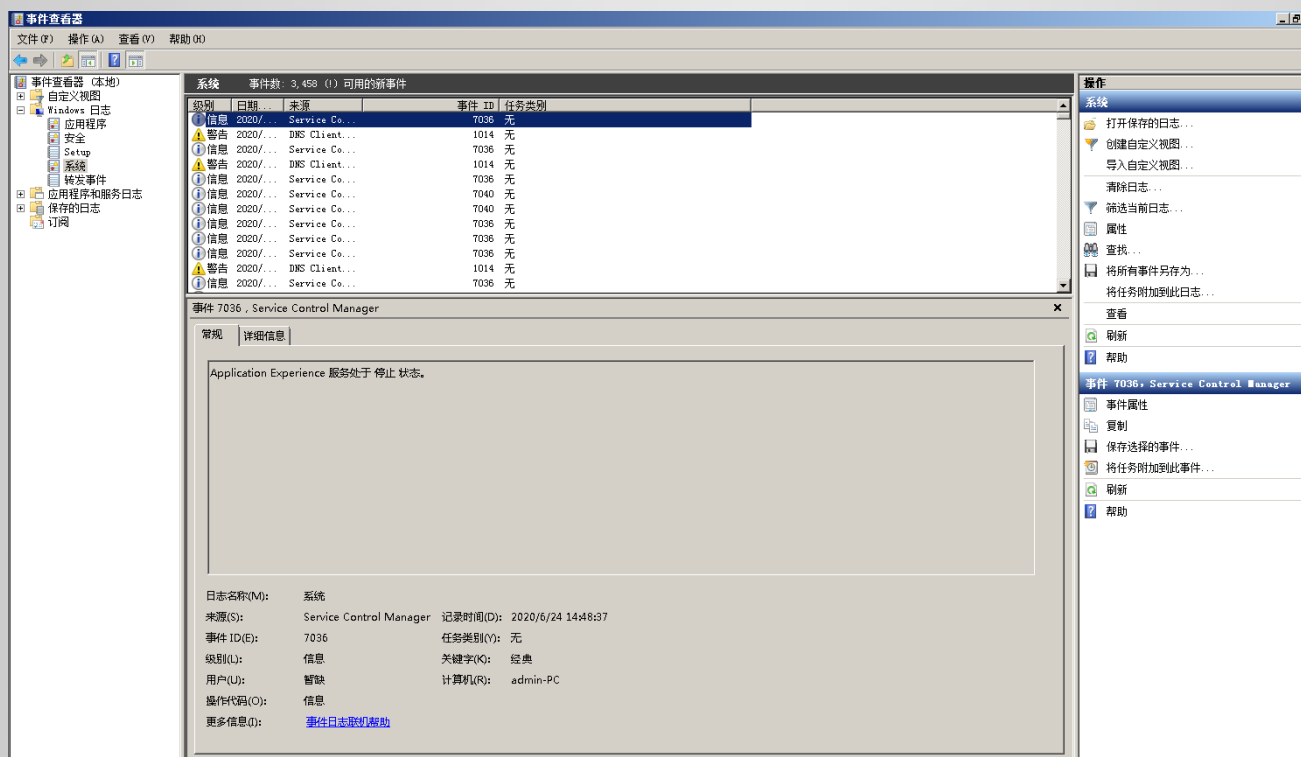 事件查看器
文件(F) 操作(A) 查看(V) 帮助(H)
事件查看器 (本地)
自定义视图
Windows 日志
应用程序
安全
Setup
系统
转发事件
应用程序和服务日志
保存的日志
订阅
系统 事件数: 3,458 (!) 可用的新事件
级别 日期... 来源 事件 ID 任务类别
信息 2020/... Service Co... 7036 无
警告 2020/... DNS Client... 1014 无
信息 2020/... Service Co... 7036 无
警告 2020/... DNS Client... 1014 无
信息 2020/... Service Co... 7036 无
信息 2020/... Service Co... 7040 无
信息 2020/... Service Co... 7040 无
信息 2020/... Service Co... 7036 无
信息 2020/... Service Co... 7036 无
信息 2020/... Service Co... 7036 无
警告 2020/... DNS Client... 1014 无
信息 2020/... Service Co... 7036 无
事件 7036，Service Control Manager
常规 详细信息
Application Experience 服务处于 停止 状态。
日志名称(M): 系统
来源(S): Service Control Manager 记录时间(D): 2020/6/24 14:48:37
事件 ID(E): 7036 任务类别(Y): 无
级别(L): 信息 关键字(K): 经典
用户(U): 暂缺 计算机(R): admin-PC
操作代码(O): 信息
更多信息(I): 事件日志联机帮助
操作
系统
打开保存的日志...
创建自定义视图...
导入自定义视图...
清除日志...
筛选当前日志...
属性
查找...
将所有事件另存为...
将任务附加到此日志...
查看
刷新
帮助
事件 7036，Service Control Manager
事件属性
复制
保存选择的事件...
将任务附加到此事件...
刷新
帮助